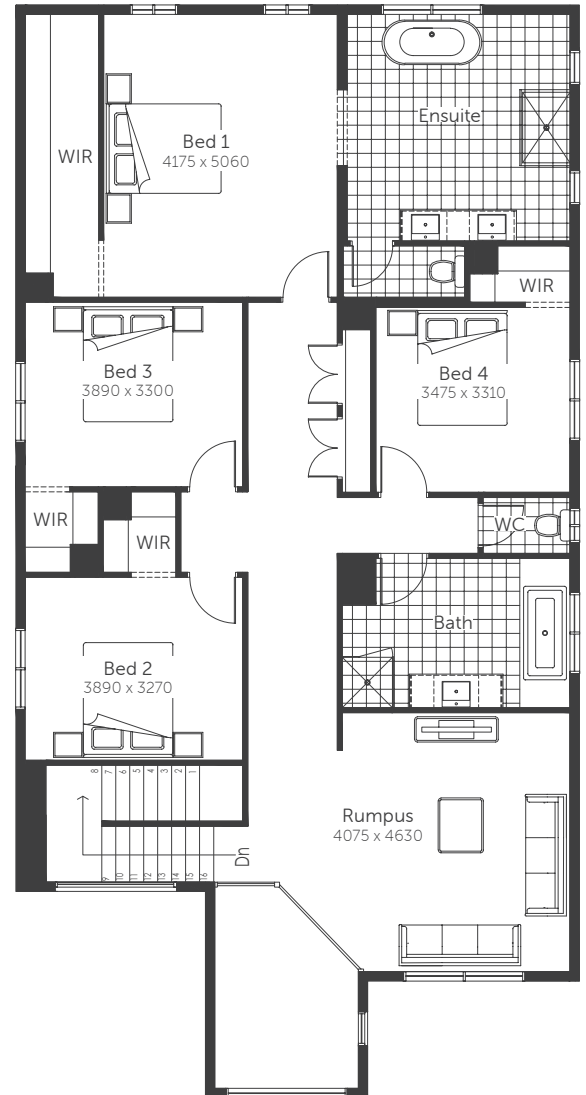 Ensuite
WIR
Bed 1
4175 x 5060
WIR
Bed 3
3890 x 3300
Bed 4
3475 x 3310
WIR
WIR
WC
Bath
Bed 2
3890 x 3270
8 7 6 5 4 3 2 1
Rumpus
4075 x 4630
Dn
9 10 11 12 13 14 15 16